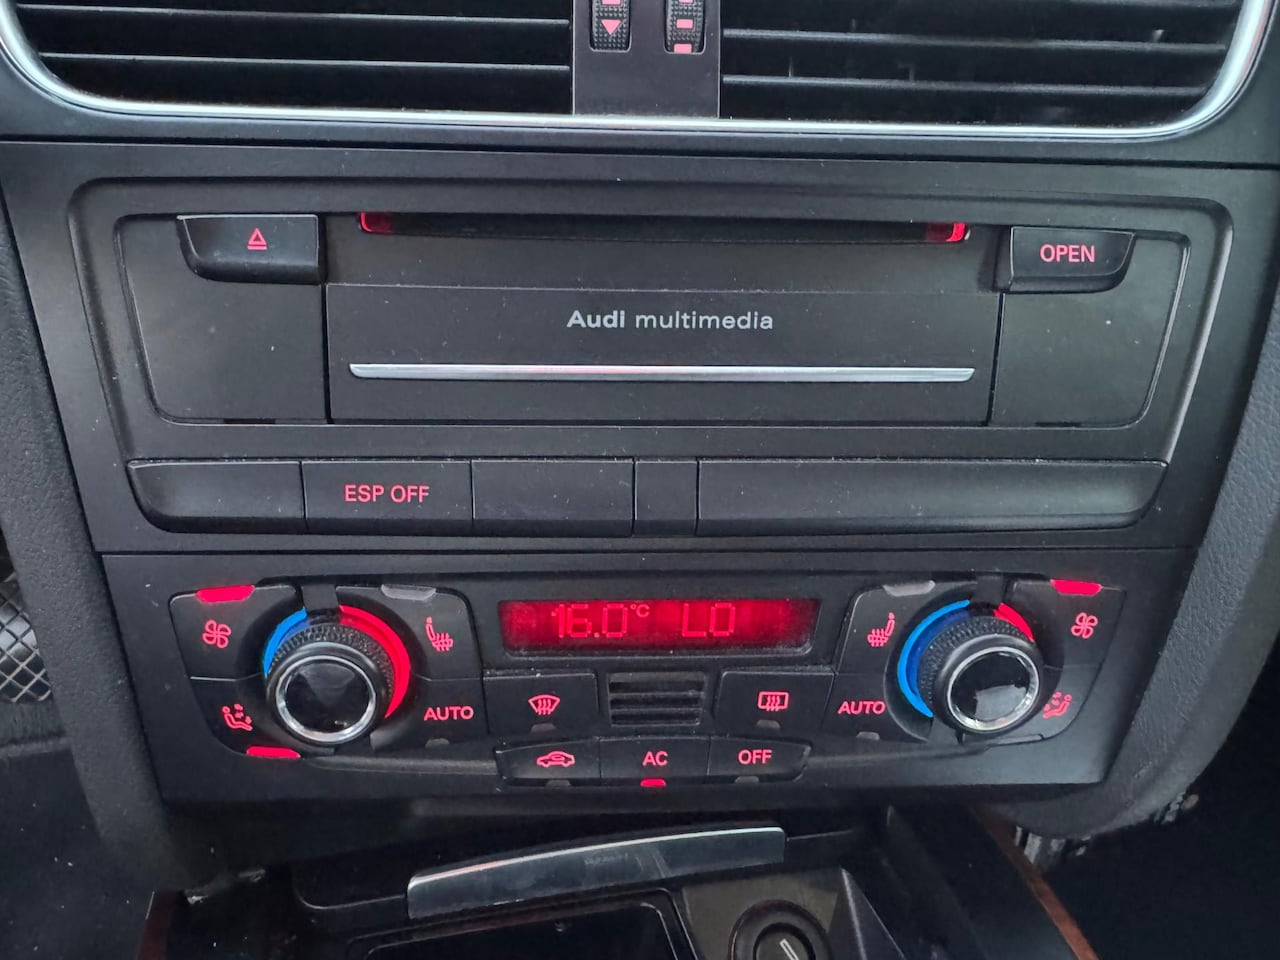 OPEN
Audi multimedia
ESP OFF
16.0°C LO
AUTO
AUTO
AC
OFF